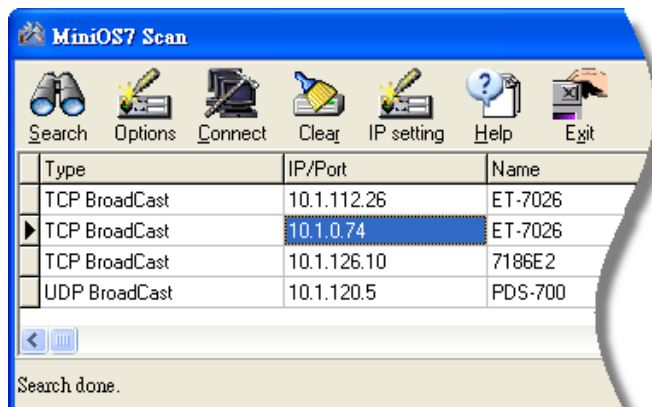 MiniOS7 Scan
Search Options Connect Clear IP setting Help Exit
Type IP/Port Name
TCP BroadCast 10.1.112.26 ET-7026
TCP BroadCast 10.1.0.74 ET-7026
TCP BroadCast 10.1.126.10 7186E2
UDP BroadCast 10.1.120.5 PDS-700
Search done.